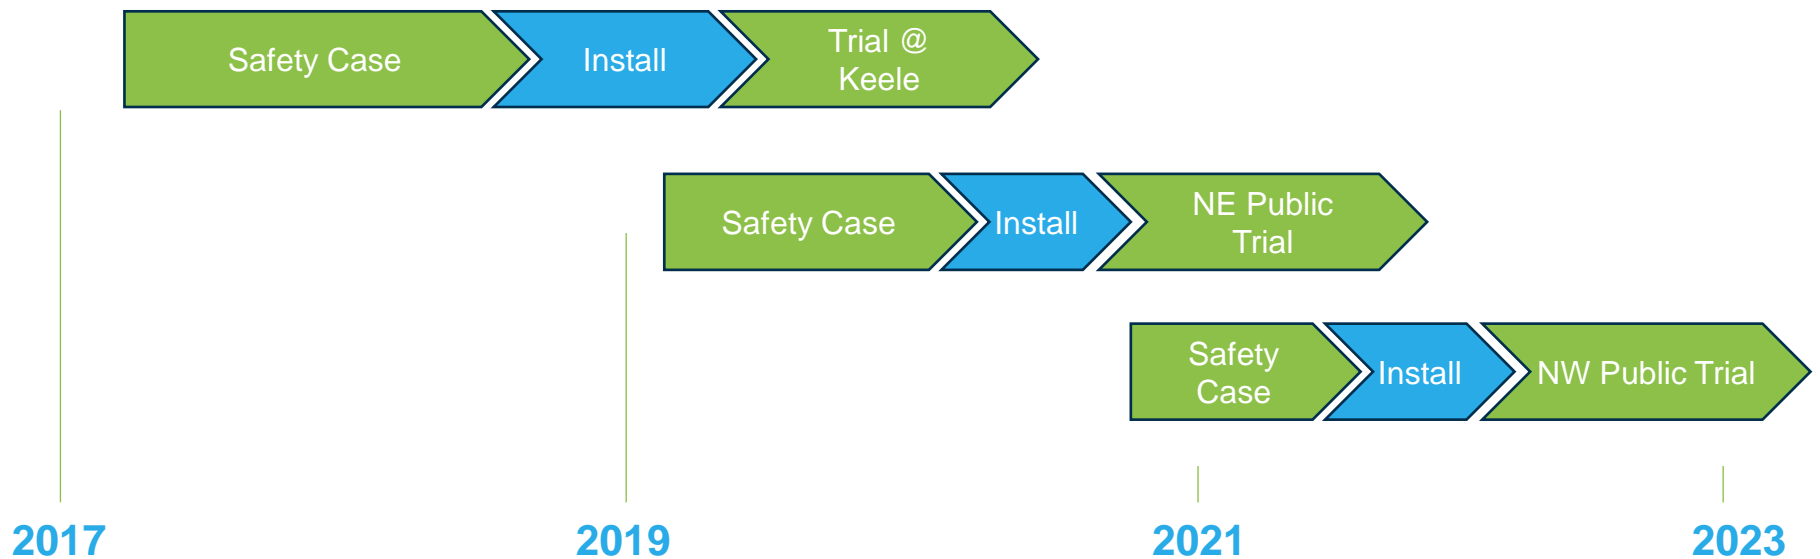 Safety Case
Install
Trial @
Keele
Safety Case
Install
NE Public
Trial
Safety
Case
Install
NW Public Trial
2017
2019
2021
2023